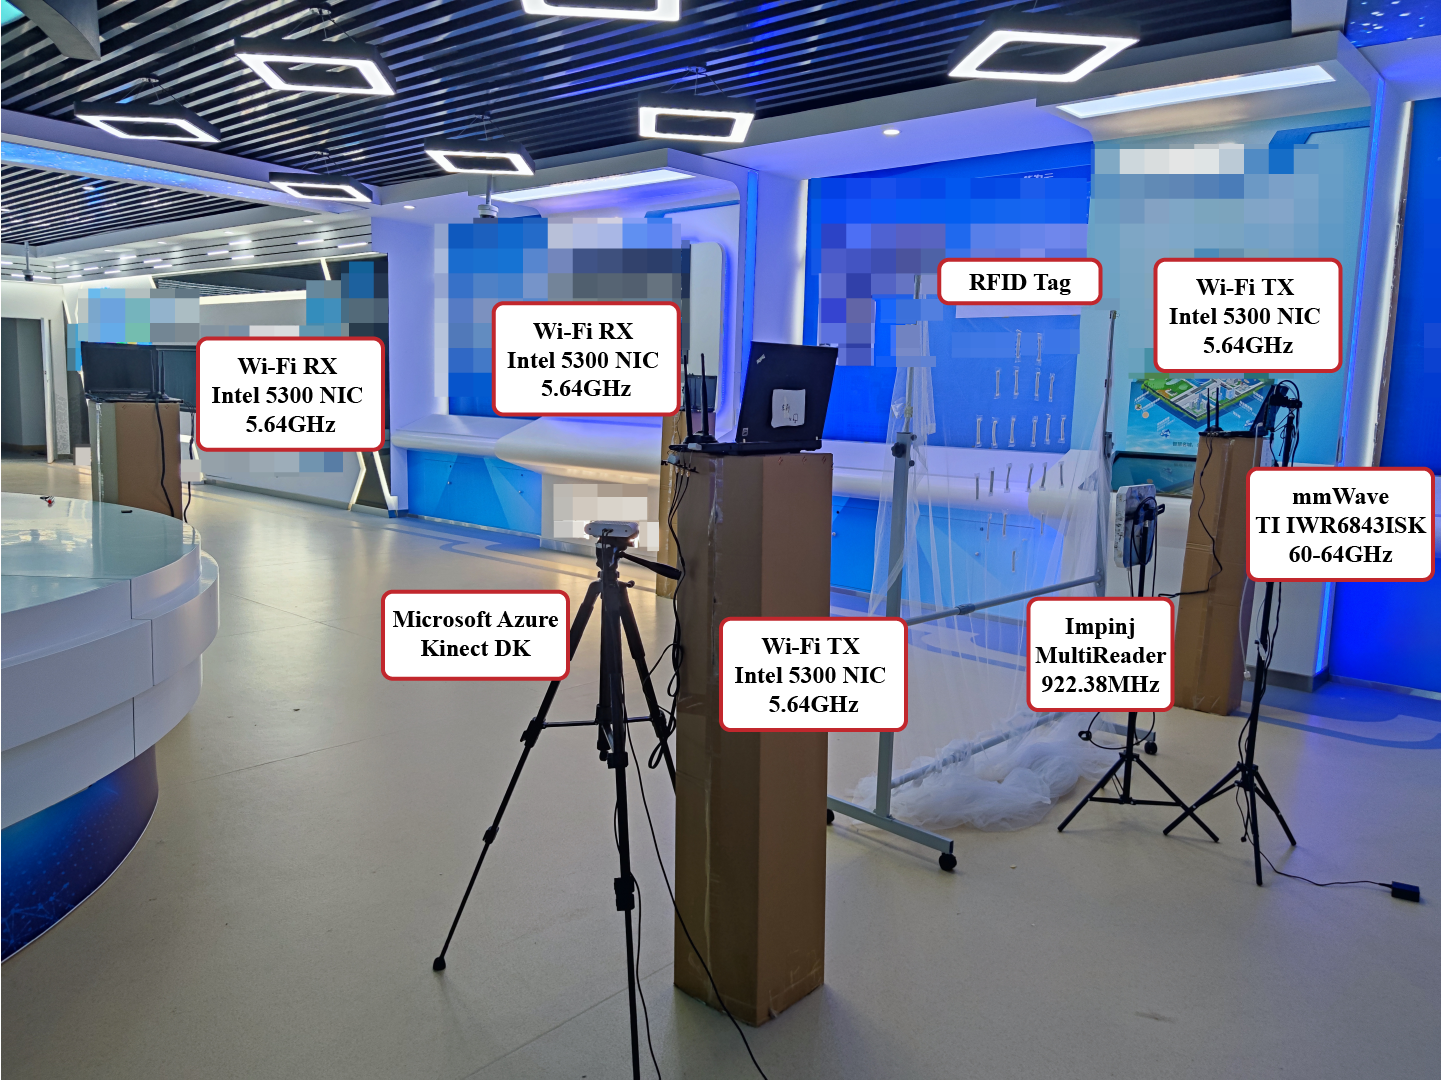 RFID Tag
Wi-Fi TX
Intel 5300 NIC
5.64GHz
Wi-Fi RX
Intel 5300 NIC
5.64GHz
Wi-Fi RX
Intel 5300 NIC
5.64GHz
mmWave
TI IWR6843ISK
60-64GHz
Microsoft Azure
Kinect DK
Wi-Fi TX
Intel 5300 NIC
5.64GHz
Impinj
MultiReader
922.38MHz